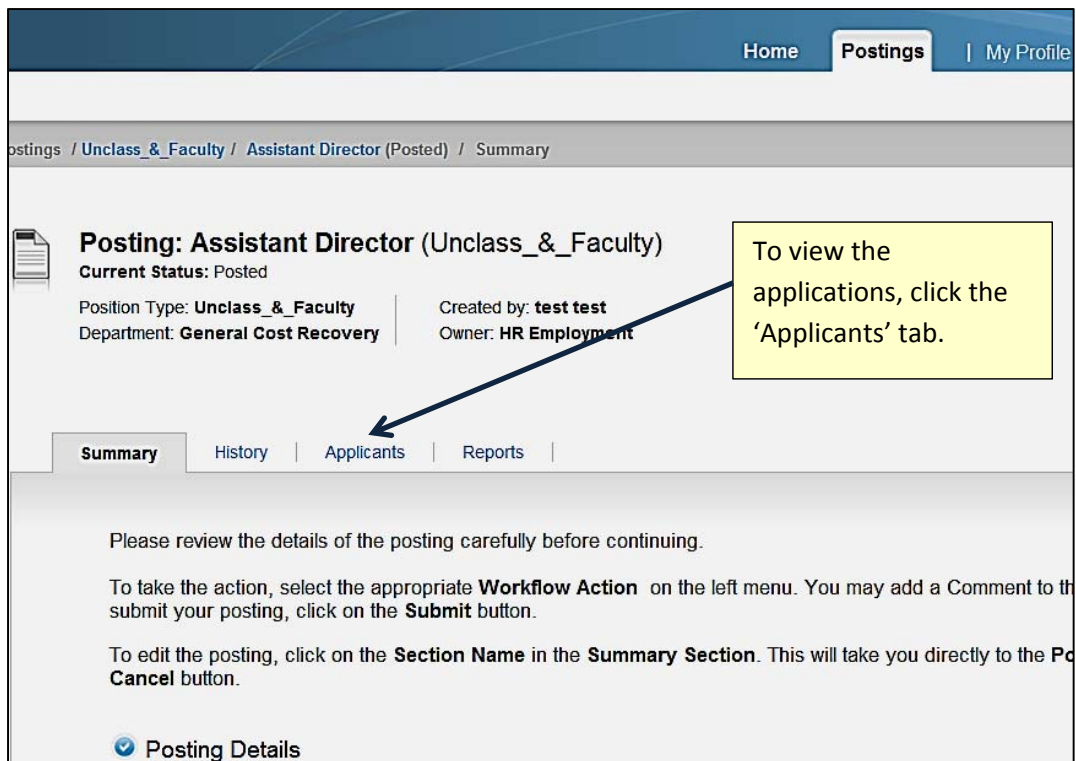 Home Postings | My Profile
ostings / Unclass_&_Faculty / Assistant Director (Posted) / Summary
Posting: Assistant Director (Unclass_&_Faculty)
Current Status: Posted
Position Type: Unclass_&_Faculty
Department: General Cost Recovery
Created by: test test
Owner: HR Employment
To view the
applications, click the
‘Applicants’ tab.
Summary History | Applicants | Reports |
Please review the details of the posting carefully before continuing.
To take the action, select the appropriate Workflow Action on the left menu. You may add a Comment to th
submit your posting, click on the Submit button.
To edit the posting, click on the Section Name in the Summary Section. This will take you directly to the Po
Cancel button.
Posting Details